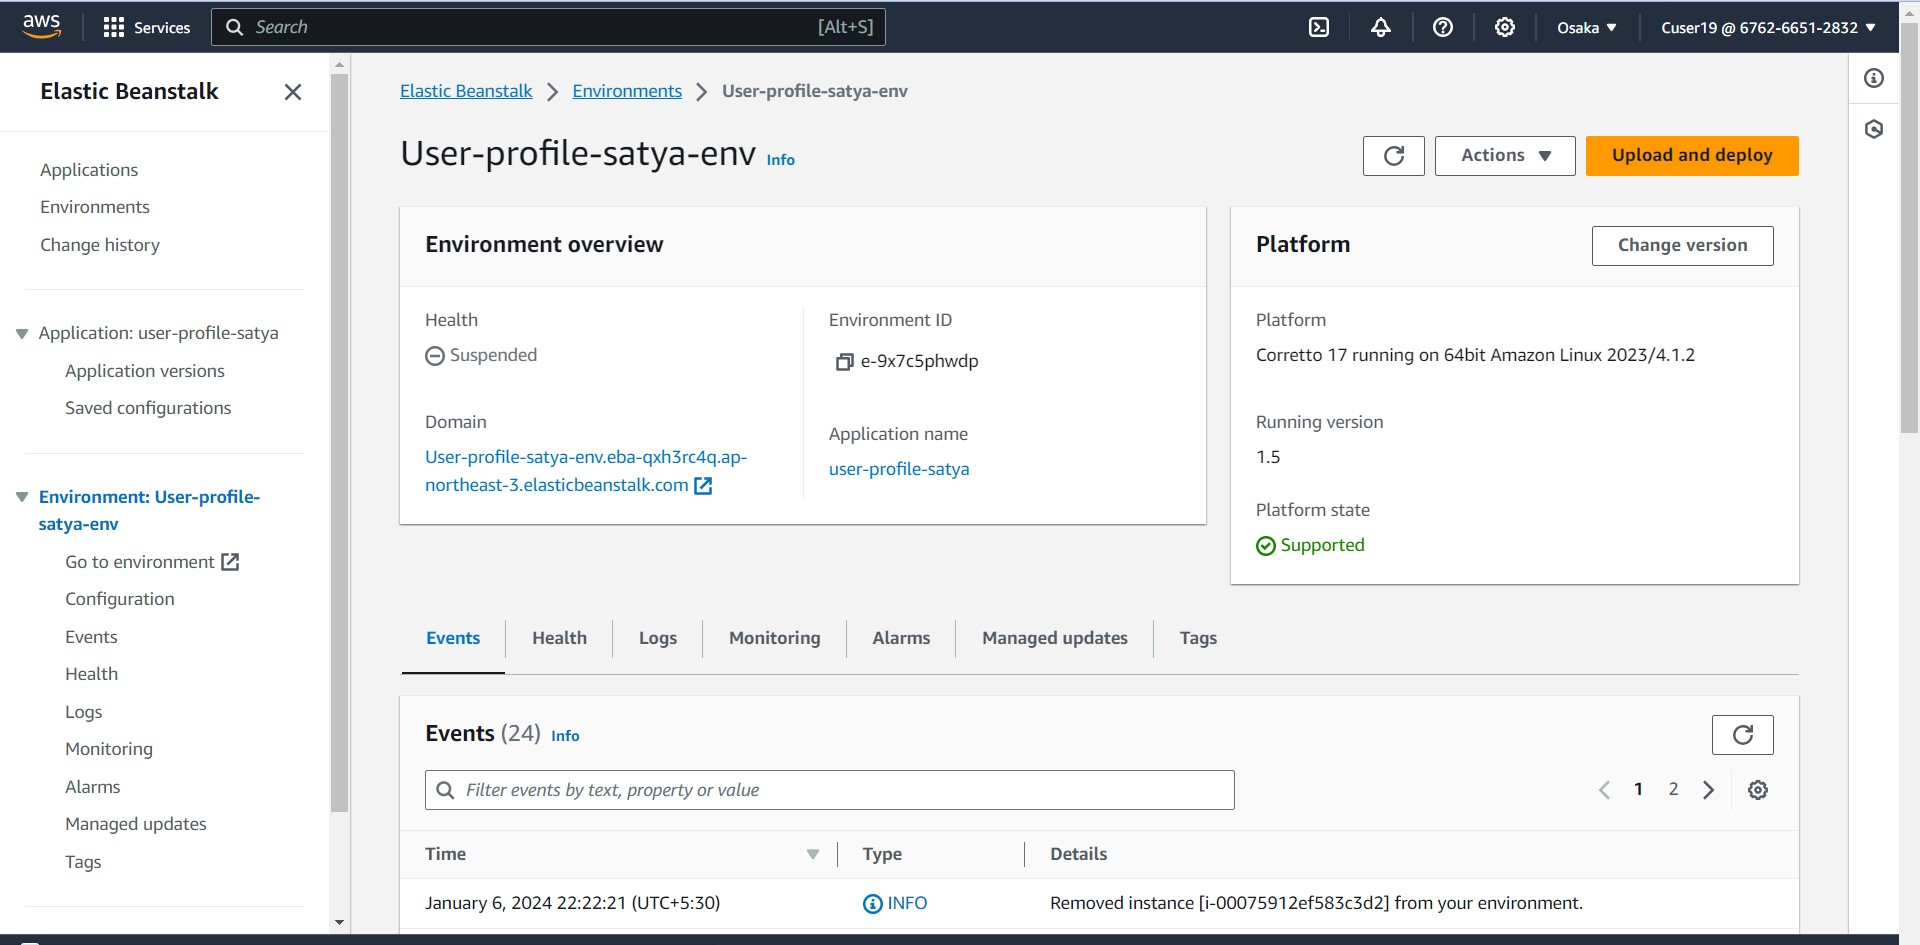 aws Services Search [Alt+S] Osaka Cuser19 @ 6762-6651-2832
Elastic Beanstalk
Applications
Environments
Change history
Application: user-profile-satya
Application versions
Saved configurations
Environment: User-profile-
satya-env
Go to environment
Configuration
Events
Health
Logs
Monitoring
Alarms
Managed updates
Tags
Elastic Beanstalk > Environments > User-profile-satya-env
User-profile-satya-env Info
Actions
Upload and deploy
Environment overview
Health
Suspended
Domain
User-profile-satya-env.eba-qxh3rc4q.ap-
northeast-3.elasticbeanstalk.com
Environment ID
e-9x7c5phwdp
Application name
user-profile-satya
Platform
Change version
Platform
Corretto 17 running on 64bit Amazon Linux 2023/4.1.2
Running version
1.5
Platform state
Supported
Events Health Logs Monitoring Alarms Managed updates Tags
Events (24) Info
Filter events by text, property or value
1 2
Time Type Details
January 6, 2024 22:22:21 (UTC+5:30) INFO Removed instance [i-00075912ef583c3d2] from your environment.